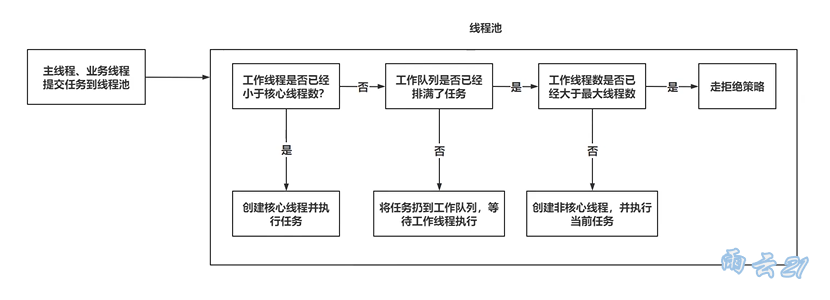 线程池
主线程、业务线程
提交任务到线程池
工作线程是否已经
小于核心线程数?
否
工作队列是否已经
排满了任务
是
工作线程数是否已
经大于最大线程数
是
走拒绝策略
是
否
否
创建核心线程并执
行任务
将任务扔到工作队列，等
待工作线程执行
创建非核心线程，并执行
当前任务
雨云21